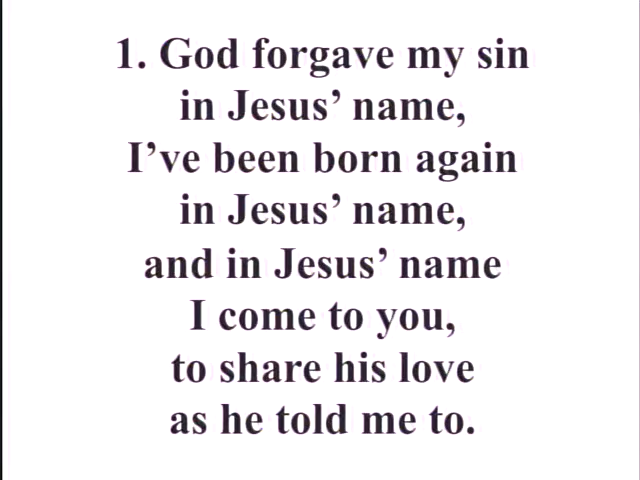 1. God forgave my sin
in Jesus’ name,
I’ve been born again
in Jesus’ name,
and in Jesus’ name
I come to you,
to share his love
as he told me to.